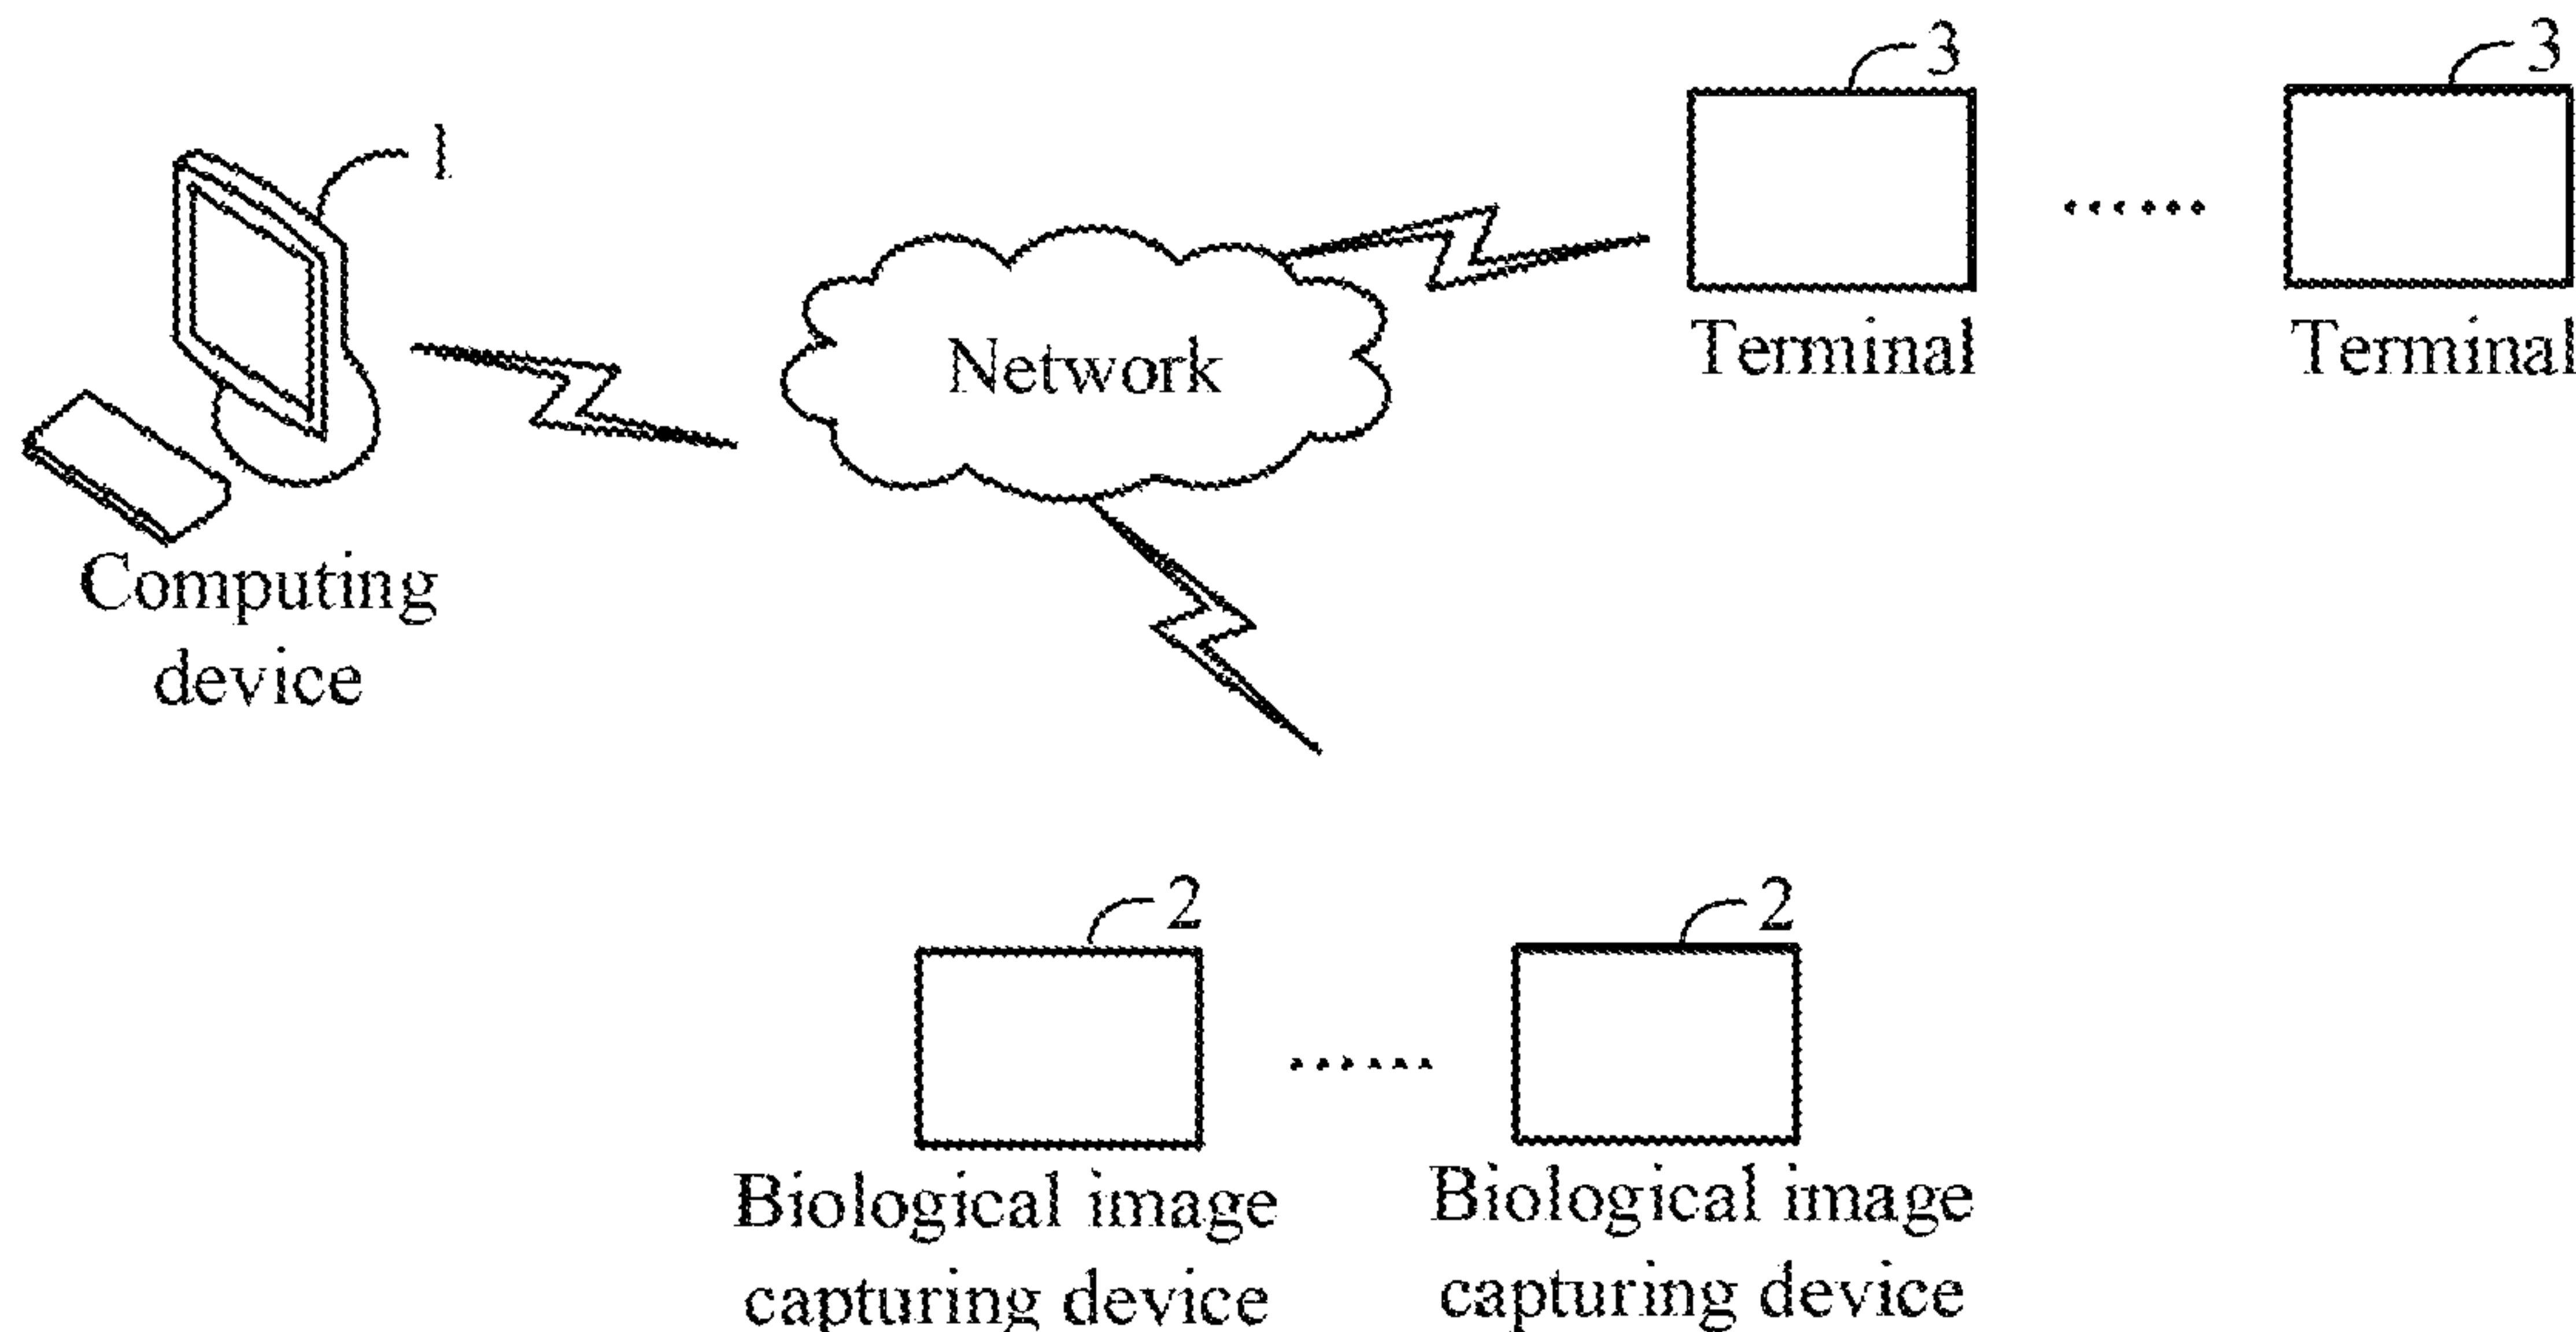 3
3
1
Network
Terminal
Terminal
Computing
device
2
2
Biological image
capturing device
Biological image
capturing device